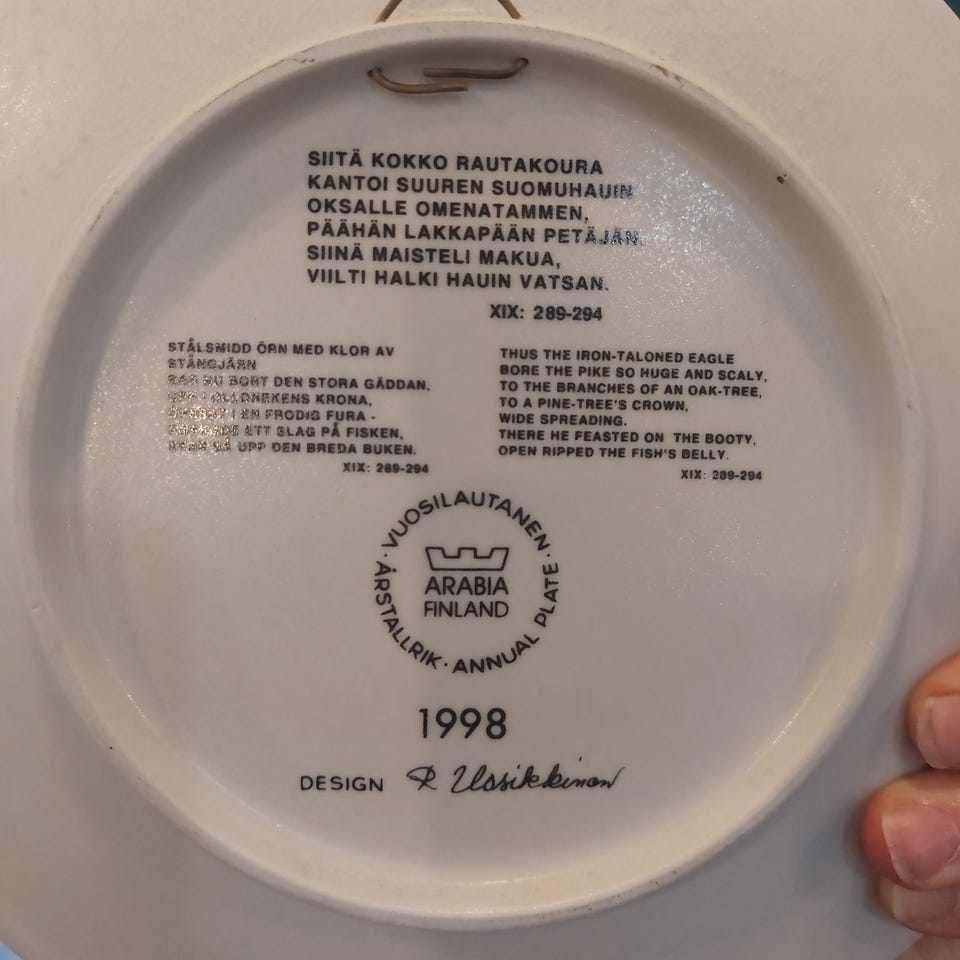 SIITÄ KOKKO RAUTAKOURA
KANTOI SUUREN SUOMUHAUIN
OKSALLE OMENATAMMEN,
PÄÄHÄN LAKKAPÄÄN PETÄJÄN.
SIINÄ MAISTELI MAKUA,
VIILTI HALKI HAUIN VATSAN.
XIX: 289-294
STÅLSMIDD ÖRN MED KLOR AV
STÅNGJÄRN
BORT DEN STORA GÄDDAN,
KRONA,
I EN FRODIG FURA -
ETT SLAG PÅ FISKEN,
UPP DEN BREDA BUKEN.
XIX: 289-294
THUS THE IRON-TALONED EAGLE
BORE THE PIKE SO HUGE AND SCALY,
TO THE BRANCHES OF AN OAK-TREE,
TO A PINE-TREE'S CROWN,
WIDE SPREADING.
THERE HE FEASTED ON THE BOOTY,
OPEN RIPPED THE FISH'S BELLY.
XIX: 289-294
· VUOSILAUTANEN · ANNUAL PLATE · ÅRSTALLRIK
ARABIA
FINLAND
1998
DESIGN R Uosikkinen